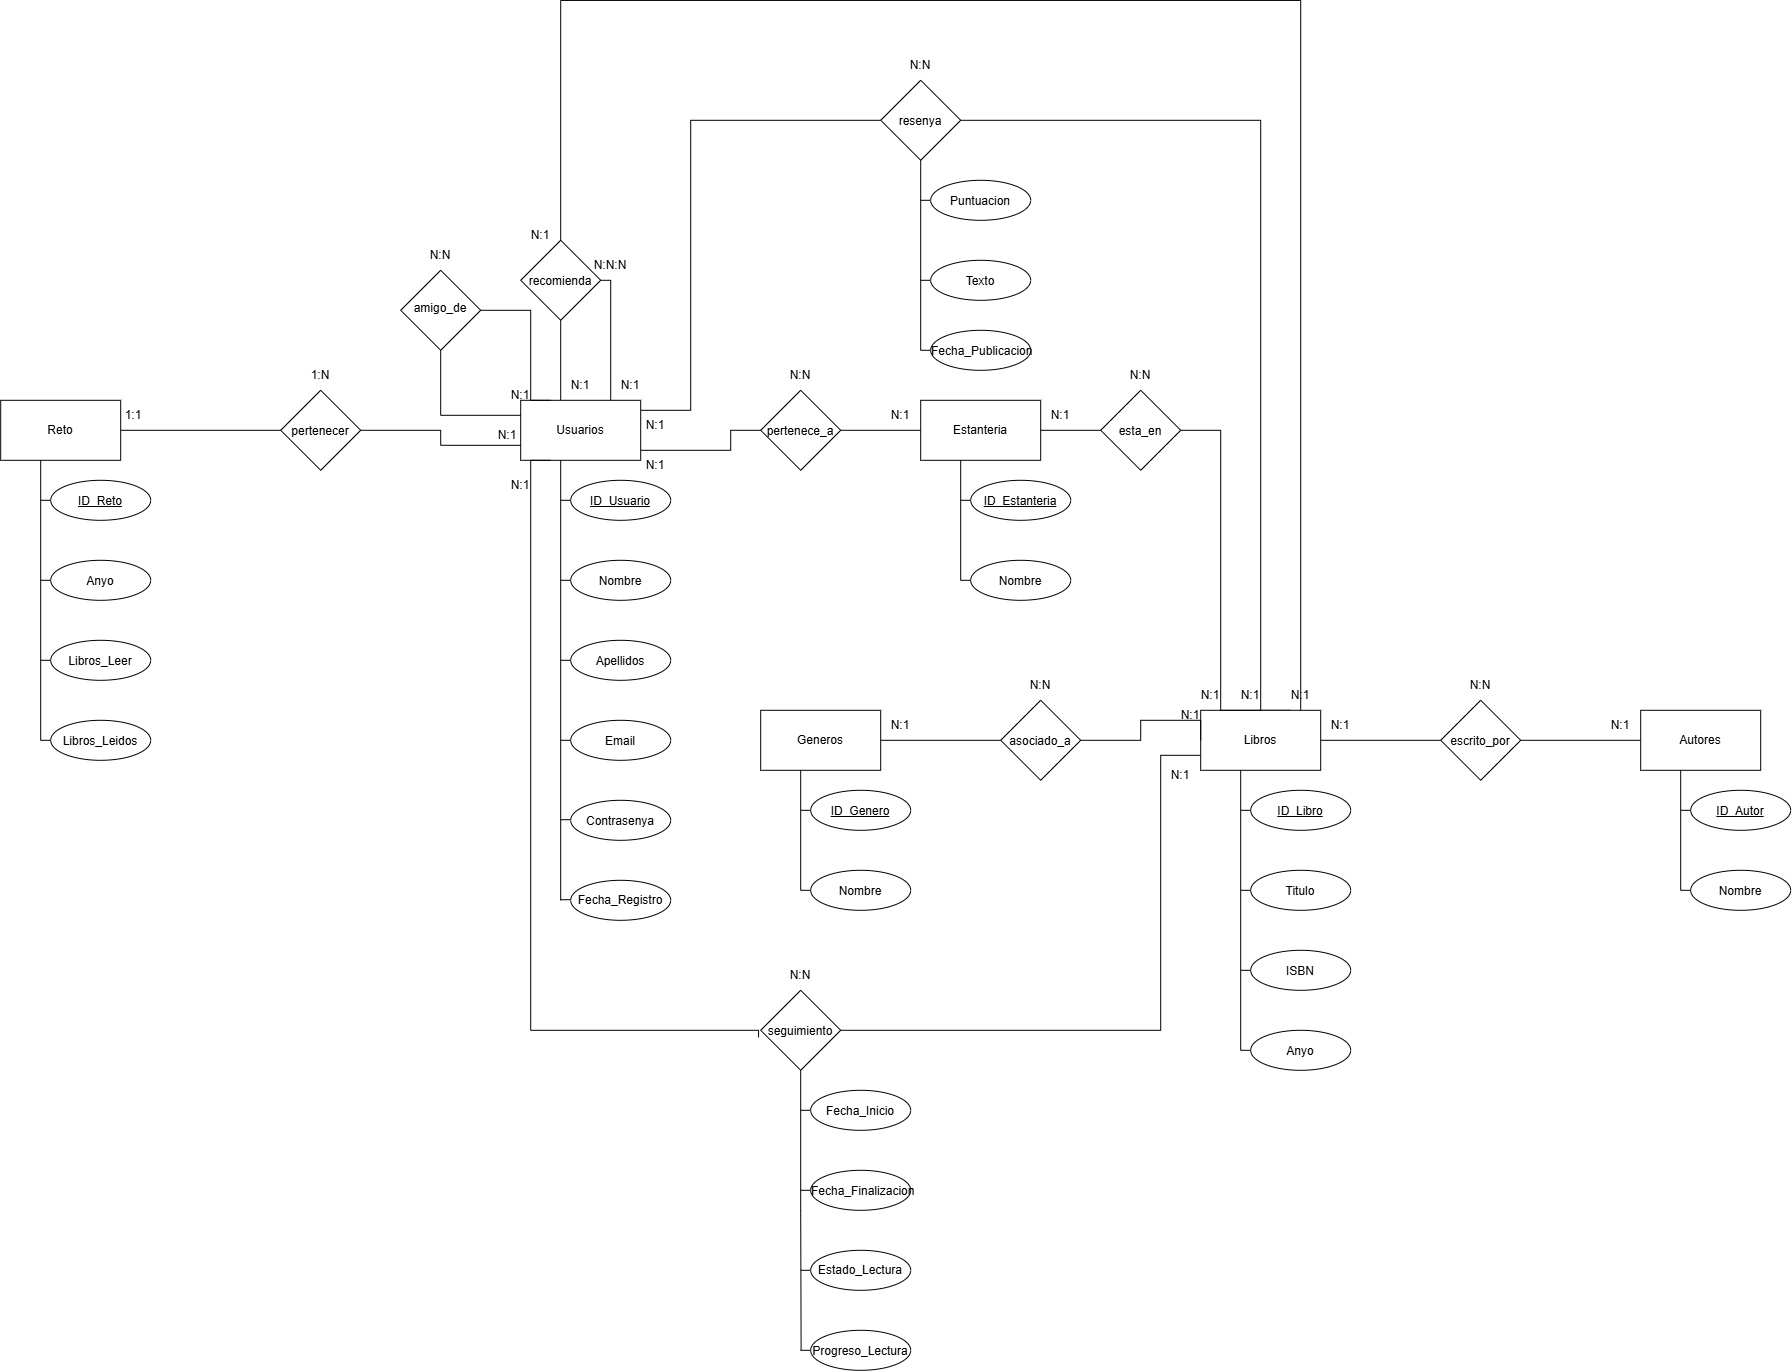 N:N
resenya
Puntuacion
Texto
Fecha_Publicacion
N:1
N:N:N
recomienda
N:N
amigo_de
N:1
N:1
N:1
1:N
pertenecer
Reto
1:1
N:1
Usuarios
N:1
N:1
N:1
N:N
pertenece_a
N:1
Estanteria
N:1
N:N
esta_en
ID_Reto
Anyo
Libros_Leer
Libros_Leidos
ID_Usuario
Nombre
Apellidos
Email
Contrasenya
Fecha_Registro
ID_Estanteria
Nombre
N:1
N:1
N:1
N:1
Generos
N:1
N:N
asociado_a
Libros
N:1
N:1
N:N
escrito_por
N:1
Autores
ID_Genero
Nombre
ID_Libro
Titulo
ISBN
Anyo
ID_Autor
Nombre
N:N
seguimiento
Fecha_Inicio
Fecha_Finalizacion
Estado_Lectura
Progreso_Lectura